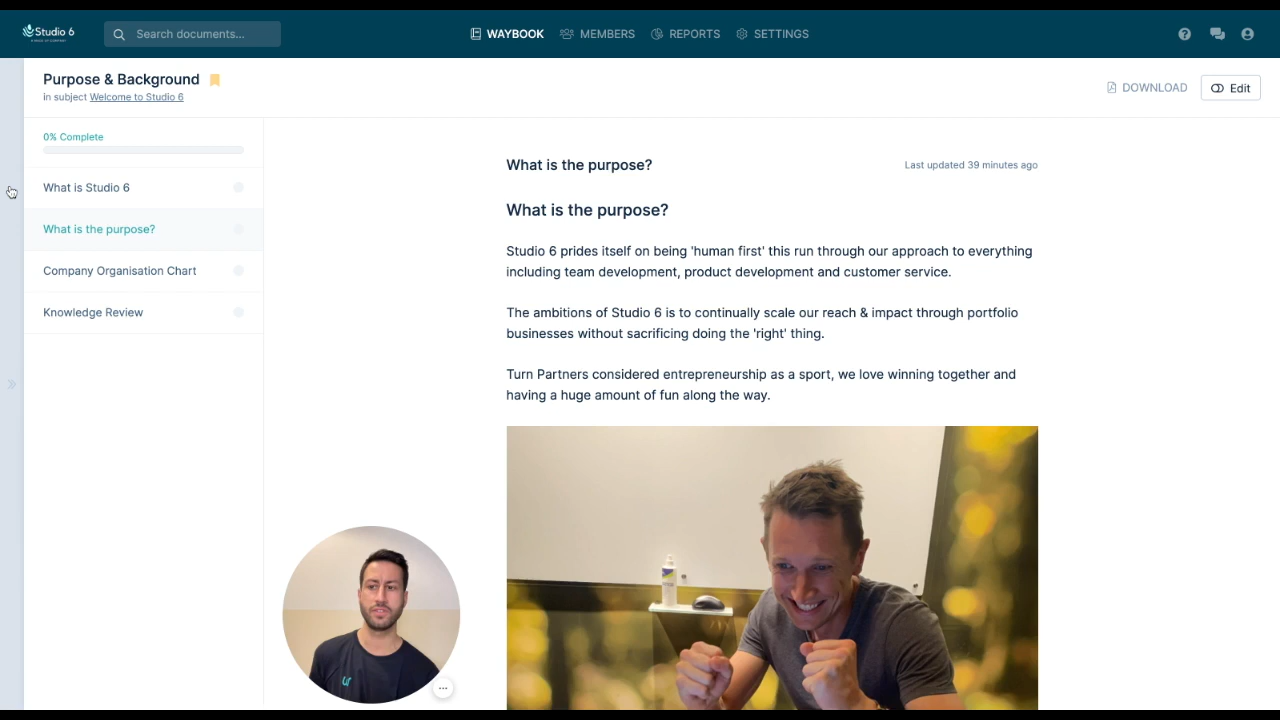 Studio 6
Search documents...
WAYBOOK
MEMBERS
REPORTS
SETTINGS
Purpose & Background
in subject Welcome to Studio 6
DOWNLOAD
Edit
0% Complete
What is Studio 6
What is the purpose?
Company Organisation Chart
Knowledge Review
What is the purpose?
Last updated 39 minutes ago
What is the purpose?
Studio 6 prides itself on being 'human first' this run through our approach to everything
including team development, product development and customer service.
The ambitions of Studio 6 is to continually scale our reach & impact through portfolio
businesses without sacrificing doing the 'right' thing.
Turn Partners considered entrepreneurship as a sport, we love winning together and
having a huge amount of fun along the way.